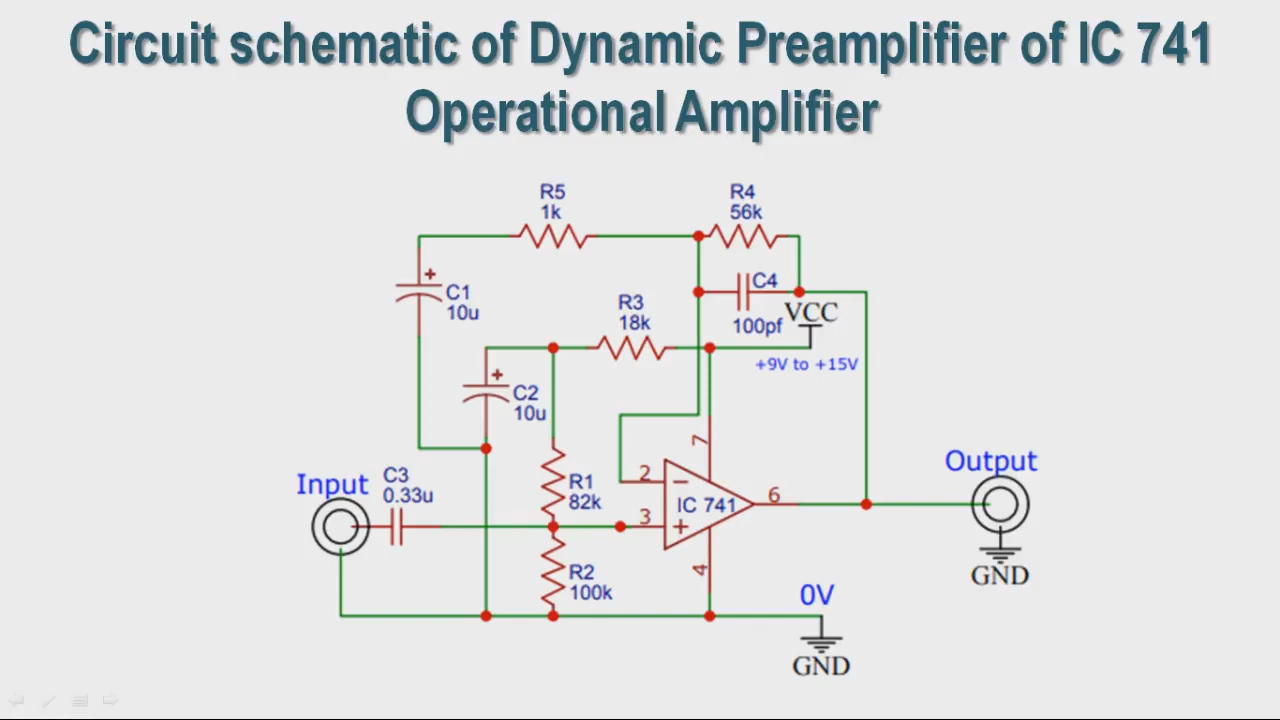 Circuit schematic of Dynamic Preamplifier of IC 741
Operational Amplifier
R5
1k
R4
56k
C1
10u
C4
100pf
VCC
+9V to +15V
R3
18k
C2
10u
7
Input
C3
0.33u
R1
82k
2
3
IC 741
6
Output
4
R2
100k
GND
0V
GND